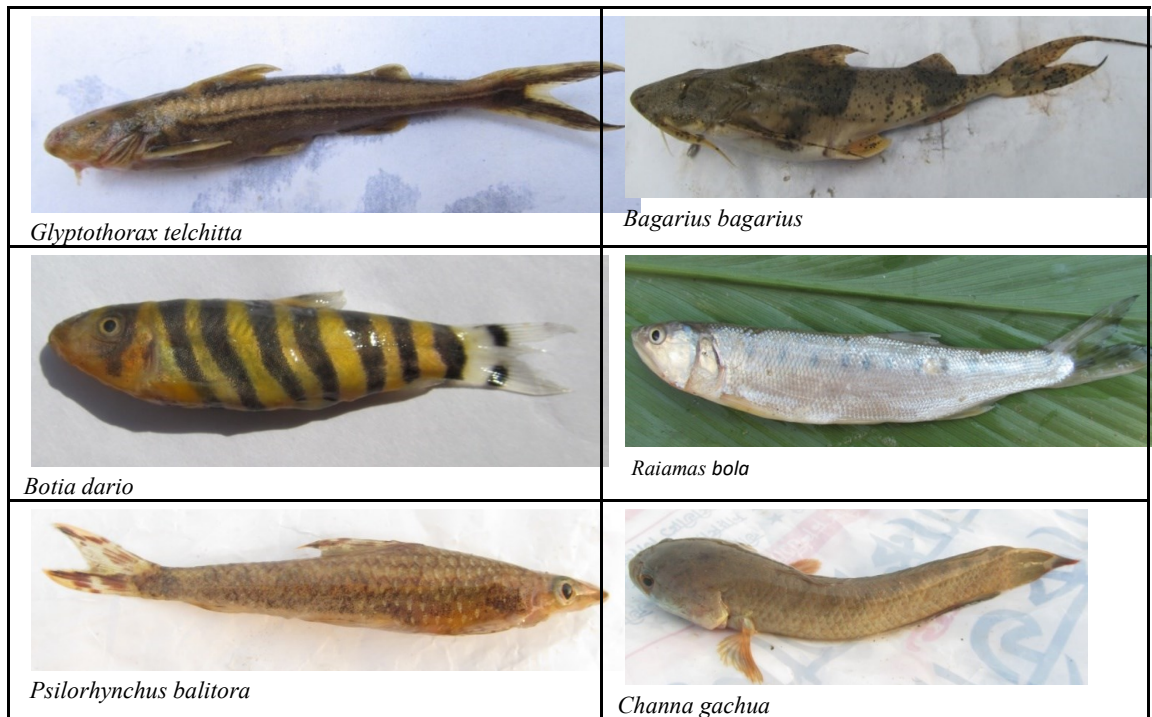 Glyptothorax telchitta
Bagarius bagarius
Botia dario
Raiamas bola
Psilorhynchus balitora
Channa gachua